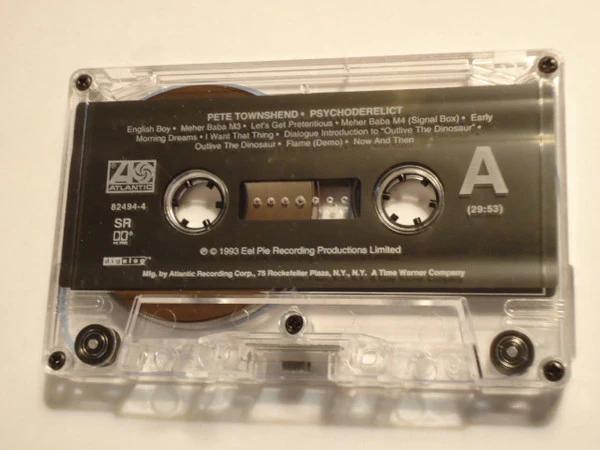 PETE TOWNSHEND • PSYCHODERELICT
English Boy • Meher Baba M3 • Let's Get Pretentious • Meher Baba M4 (Signal Box) • Early
Morning Dreams • I Want That Thing • Dialogue Introduction to "Outlive The Dinosaur" •
Outlive The Dinosaur • Flame (Demo) • Now And Then
A
ATLANTIC
82494-4
(29:53)
SR
digalog
℗ © 1993 Eel Pie Recording Productions Limited
Mfg. by Atlantic Recording Corp., 75 Rockefeller Plaza, N.Y., N.Y. A Time Warner Company